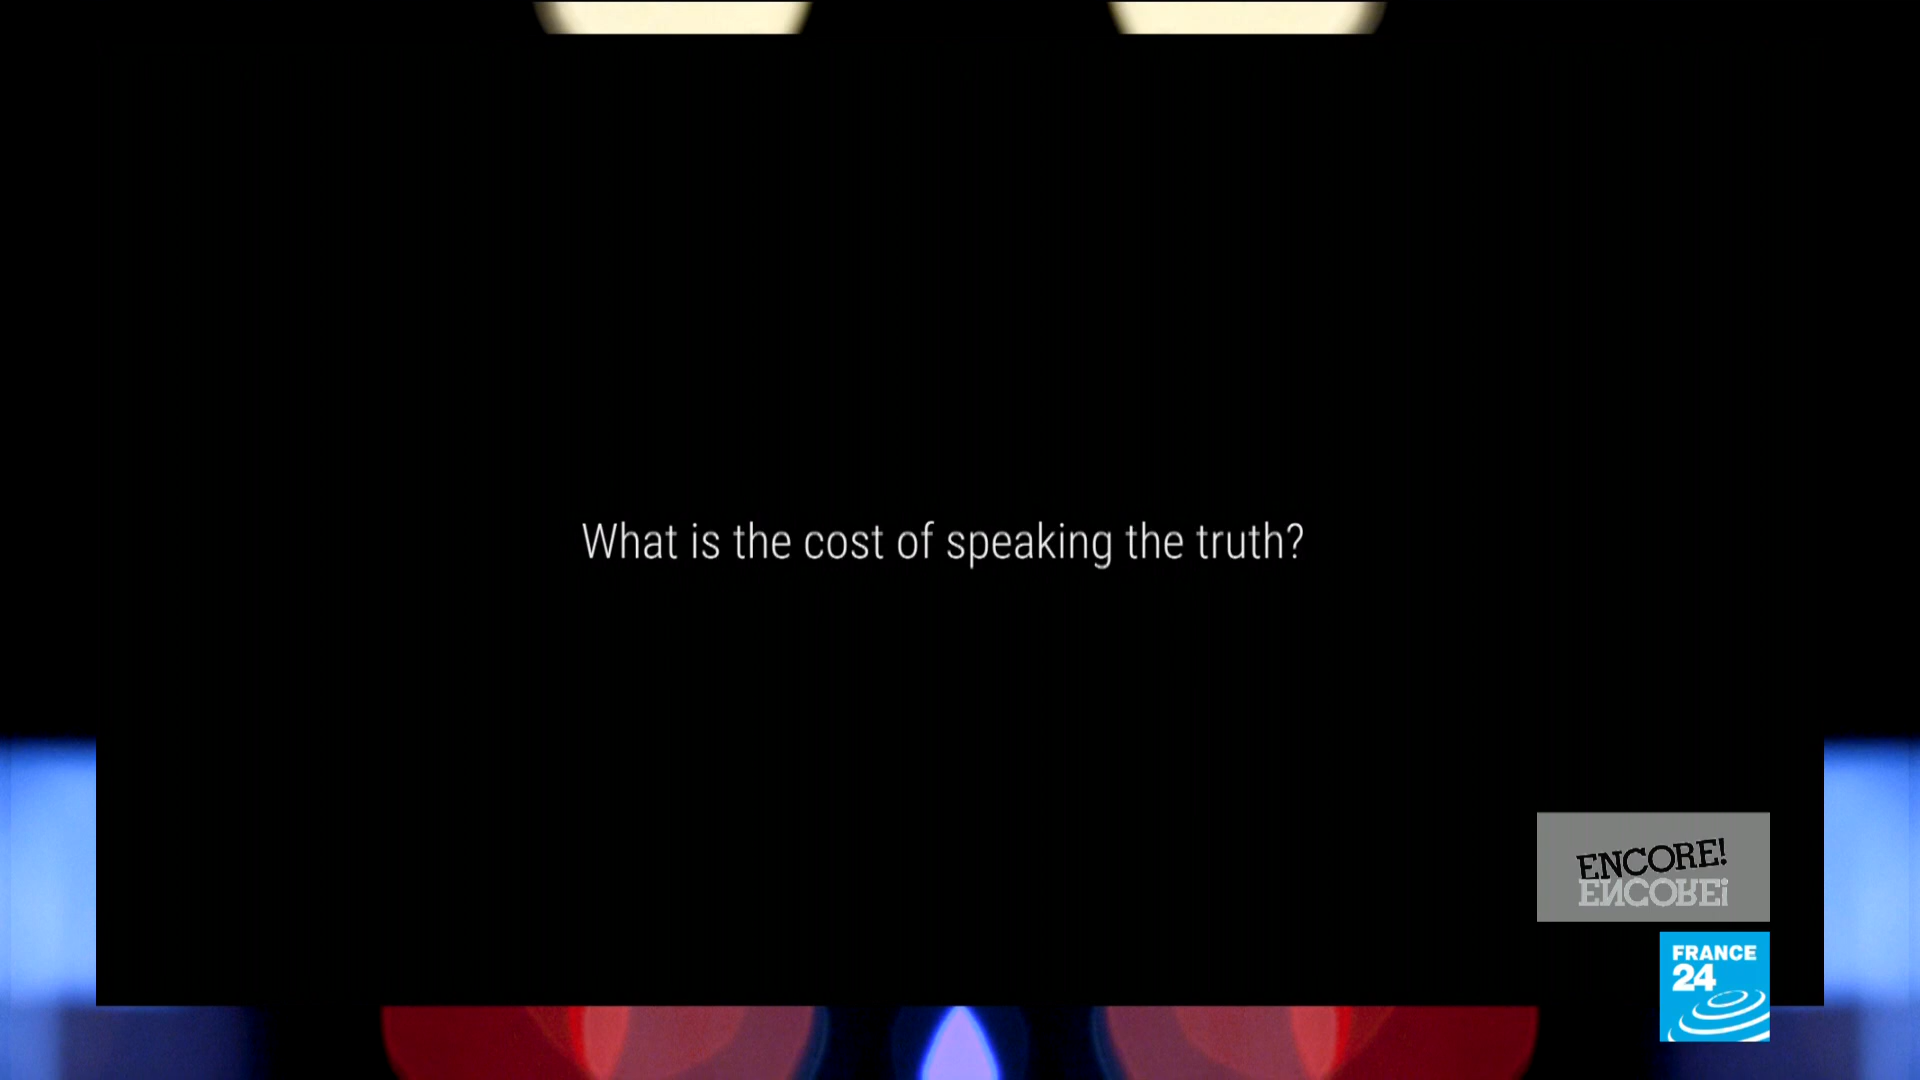 What is the cost of speaking the truth?
ENCORE!
ENCORE!
FRANCE
24